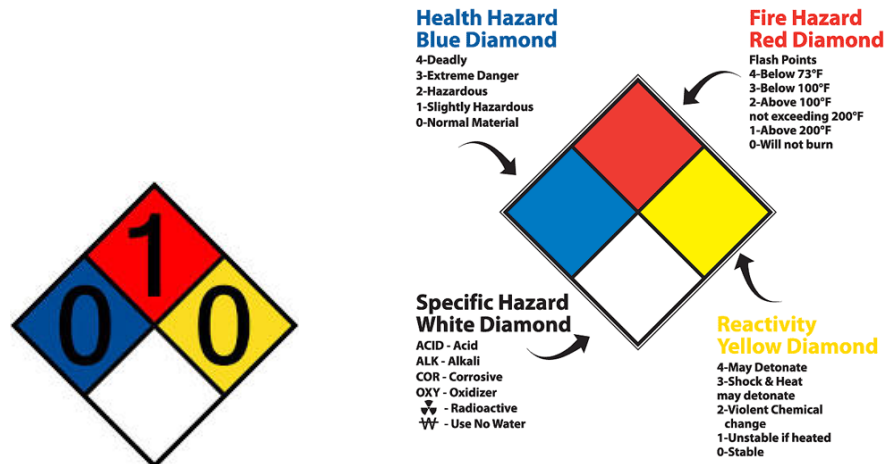 1
0 0
Health Hazard
Blue Diamond
4-Deadly
3-Extreme Danger
2-Hazardous
1-Slightly Hazardous
0-Normal Material
Fire Hazard
Red Diamond
Flash Points
4-Below 73°F
3-Below 100°F
2-Above 100°F
not exceeding 200°F
1-Above 200°F
0-Will not burn
Specific Hazard
White Diamond
ACID - Acid
ALK - Alkali
COR - Corrosive
OXY - Oxidizer
☢ - Radioactive
W - Use No Water
Reactivity
Yellow Diamond
4-May Detonate
3-Shock & Heat
may detonate
2-Violent Chemical
change
1-Unstable if heated
0-Stable